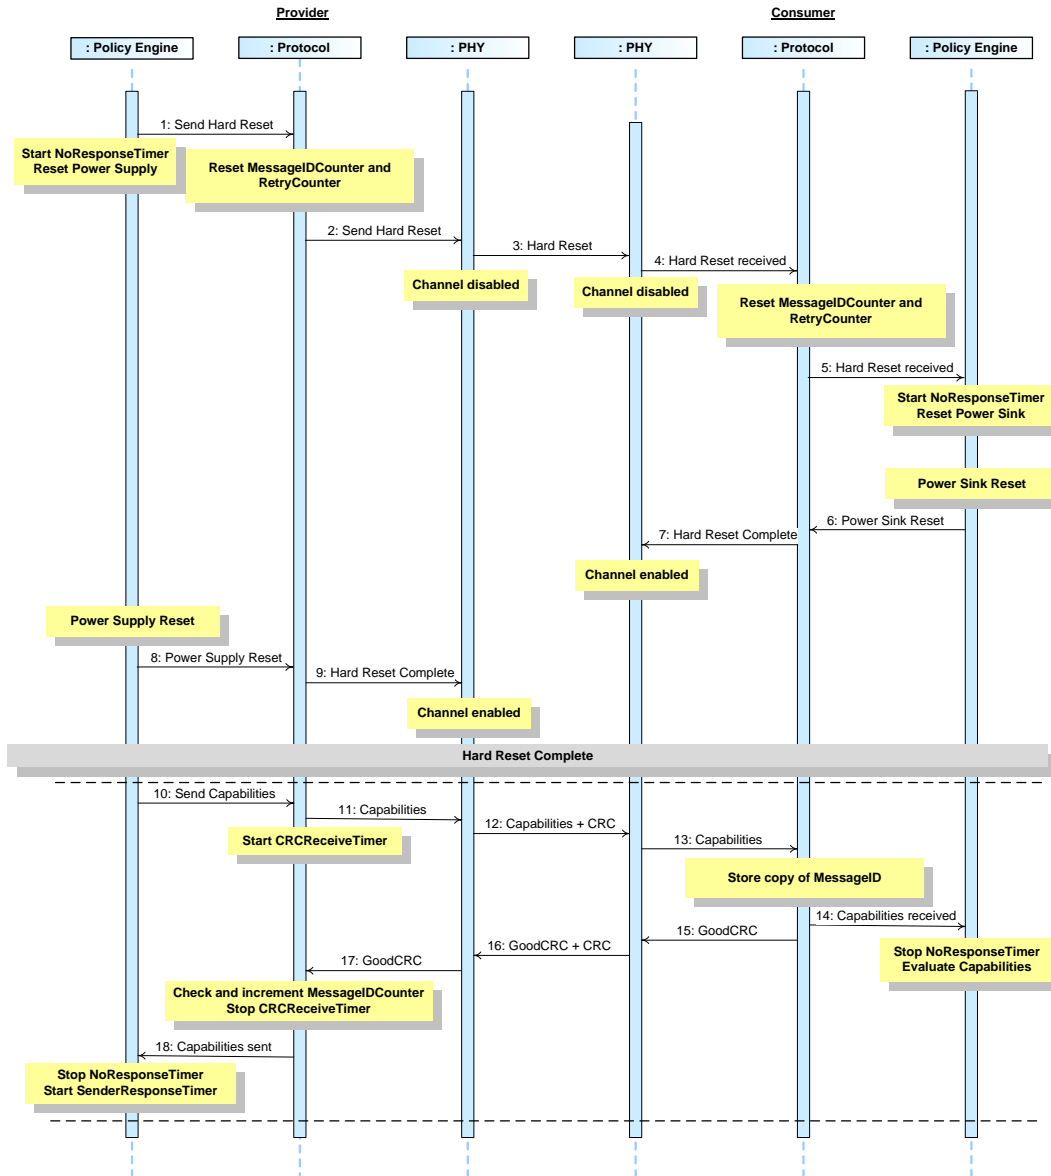 Provider
Consumer
: Policy Engine
: Protocol
: PHY
: PHY
: Protocol
: Policy Engine
1: Send Hard Reset
Start NoResponseTimer
Reset Power Supply
Reset MessageIDCounter and
RetryCounter
2: Send Hard Reset
3: Hard Reset
4: Hard Reset received
Channel disabled
Channel disabled
Reset MessageIDCounter and
RetryCounter
5: Hard Reset received
Start NoResponseTimer
Reset Power Sink
Power Sink Reset
6: Power Sink Reset
7: Hard Reset Complete
Channel enabled
Power Supply Reset
8: Power Supply Reset
9: Hard Reset Complete
Channel enabled
Hard Reset Complete
10: Send Capabilities
11: Capabilities
Start CRCReceiveTimer
12: Capabilities + CRC
13: Capabilities
Store copy of MessageID
14: Capabilities received
15: GoodCRC
16: GoodCRC + CRC
17: GoodCRC
Stop NoResponseTimer
Evaluate Capabilities
Check and increment MessageIDCounter
Stop CRCReceiveTimer
18: Capabilities sent
Stop NoResponseTimer
Start SenderResponseTimer